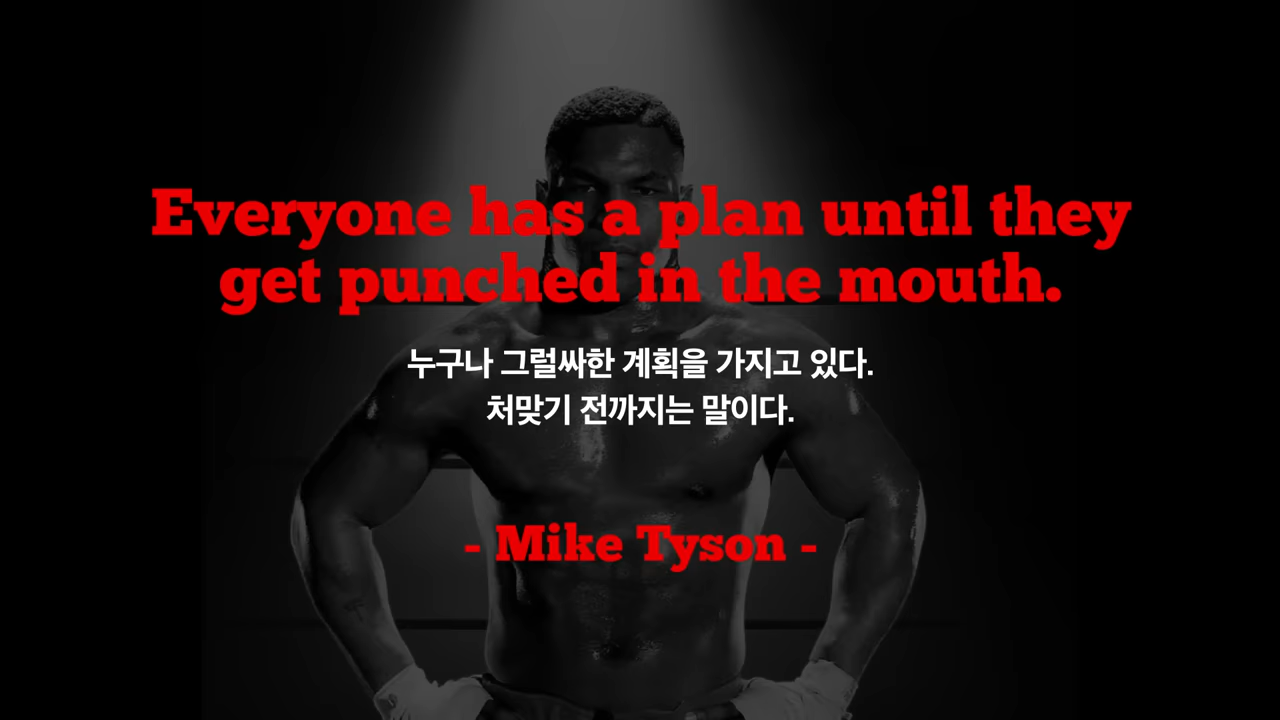 Everyone has a plan until they
get punched in the mouth.
누구나 그럴싸한 계획을 가지고 있다.
처맞기 전까지는 말이다.
- Mike Tyson -